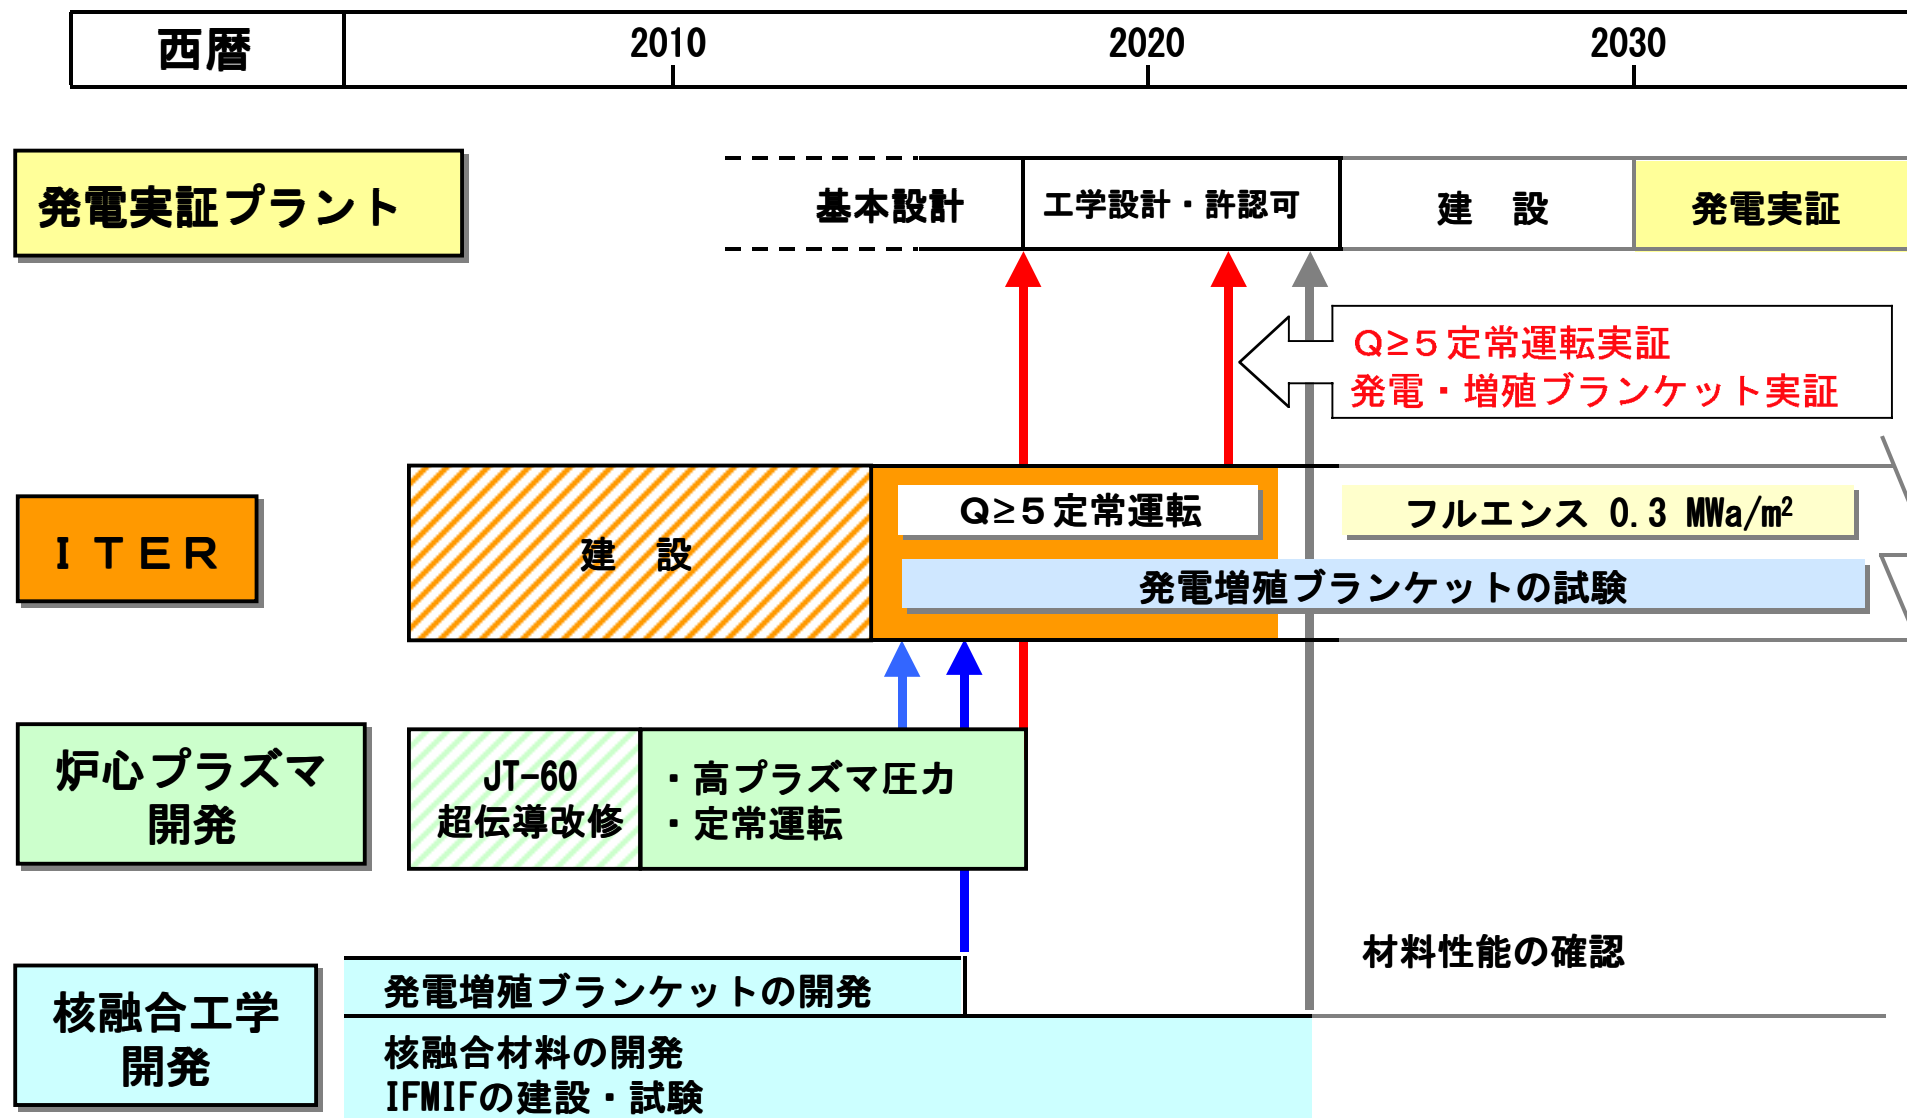 西暦 2010 2020 2030
発電実証プラント
基本設計 工学設計・許認可 建 設 発電実証
Q≥5定常運転実証
発電・増殖ブランケット実証
ITER
建 設
Q≥5定常運転
フルエンス 0.3 MWa/m²
発電増殖ブランケットの試験
炉心プラズマ
開発
JT-60
超伝導改修
・高プラズマ圧力
・定常運転
材料性能の確認
核融合工学
開発
発電増殖ブランケットの開発
核融合材料の開発
IFMIFの建設・試験